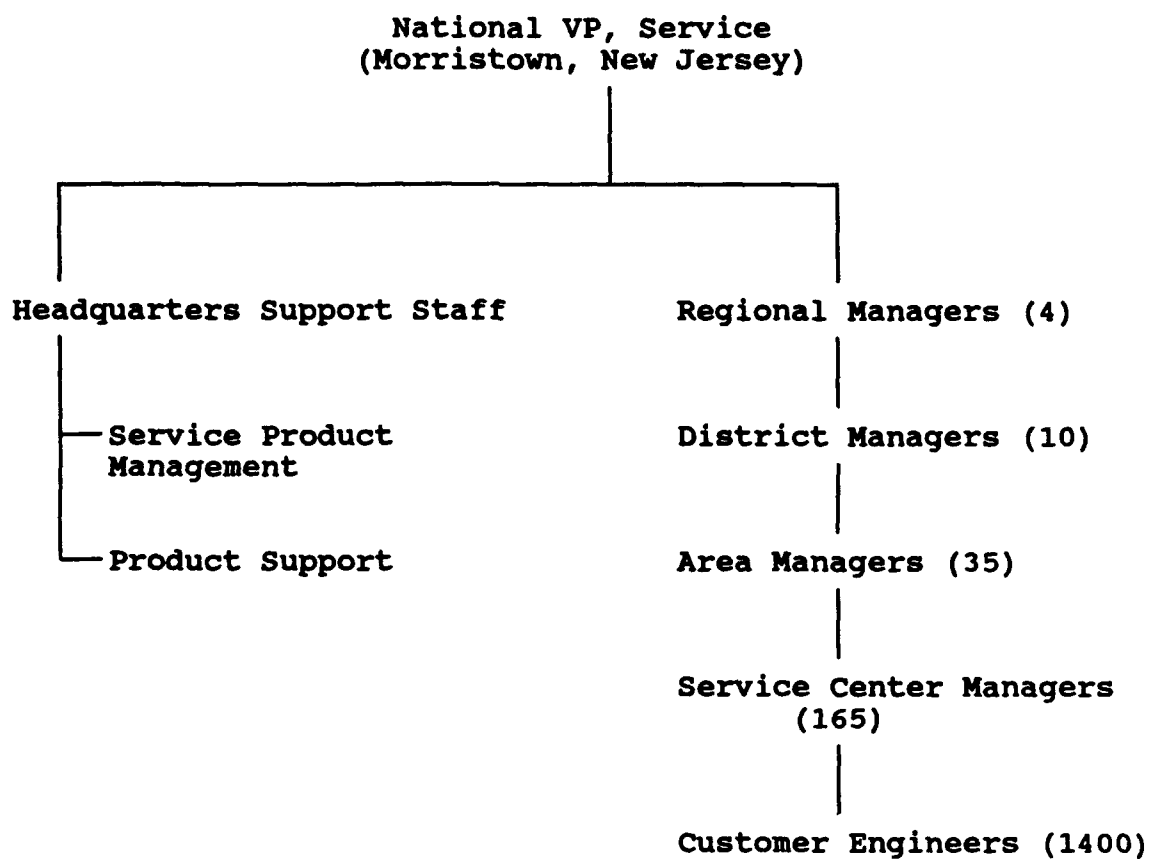 National VP, Service
(Morristown, New Jersey)
Headquarters Support Staff
Regional Managers (4)
Service Product
Management
District Managers (10)
Product Support
Area Managers (35)
Service Center Managers
(165)
Customer Engineers (1400)